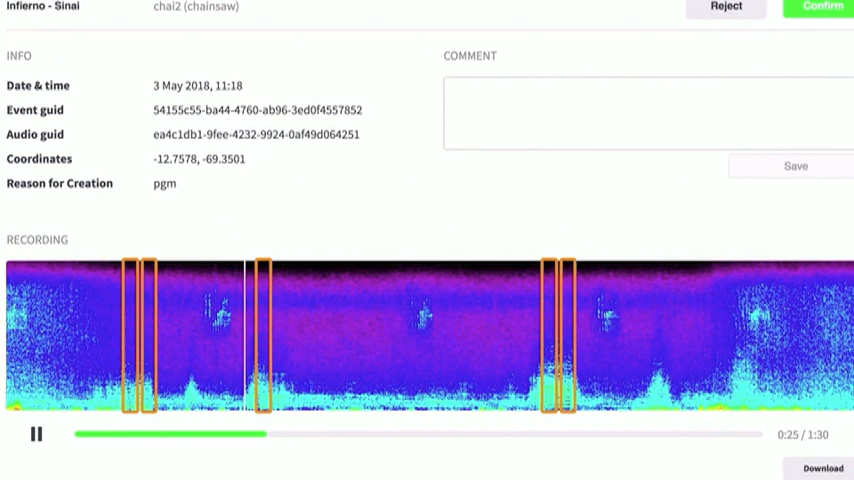 Infierno - Sinai chai2 (chainsaw) Reject Confirm
INFO COMMENT
Date & time 3 May 2018, 11:18
Event guid 54155c55-ba44-4760-ab96-3ed0f4557852
Audio guid ea4c1db1-9fee-4232-9924-0af49d064251
Coordinates -12.7578, -69.3501
Save
Reason for Creation pgm
RECORDING
0:25 / 1:30
Download